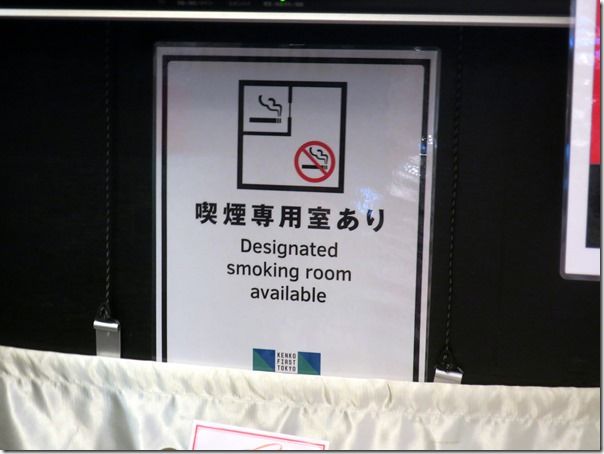 喫煙専用室あり
Designated
smoking room
available
KENKO
FIRST
TOKYO